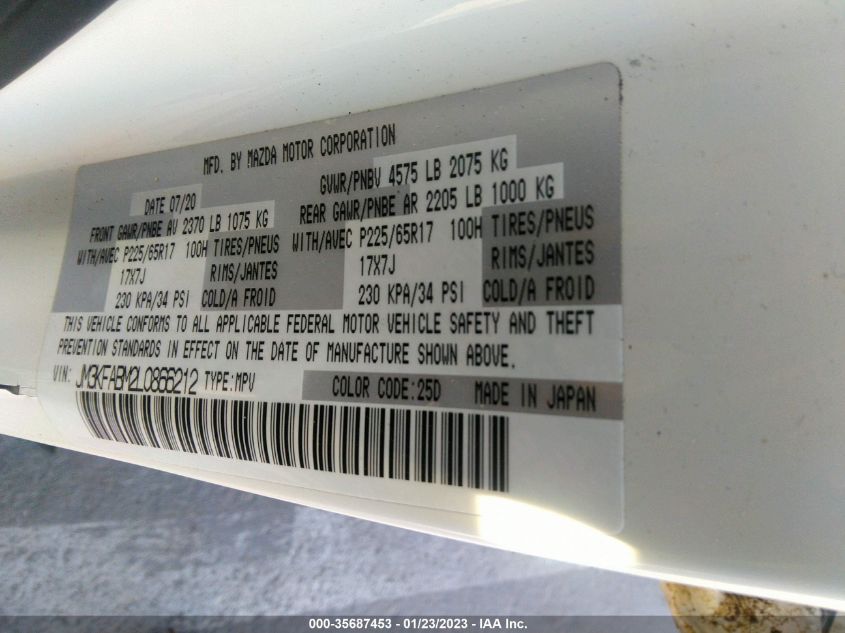 MFD. BY MAZDA MOTOR CORPORATION
DATE 07/20
GVWR/PNBV 4575 LB 2075 KG
FRONT GAWR/PNBE AV 2370 LB 1075 KG
REAR GAWR/PNBE AR 2205 LB 1000 KG
WITH/AVEC P225/65R17 100H TIRES/PNEUS
WITH/AVEC P225/65R17 100H TIRES/PNEUS
17X7J RIMS/JANTES
17X7J RIMS/JANTES
230 KPA/34 PSI COLD/A FROID
230 KPA/34 PSI COLD/A FROID
THIS VEHICLE CONFORMS TO ALL APPLICABLE FEDERAL MOTOR VEHICLE SAFETY AND THEFT
PREVENTION STANDARDS IN EFFECT ON THE DATE OF MANUFACTURE SHOWN ABOVE.
VIN: JM3KFABM2L0866212 TYPE:MPV
COLOR CODE:25D MADE IN JAPAN
000-35687453 - 01/23/2023 - IAA Inc.